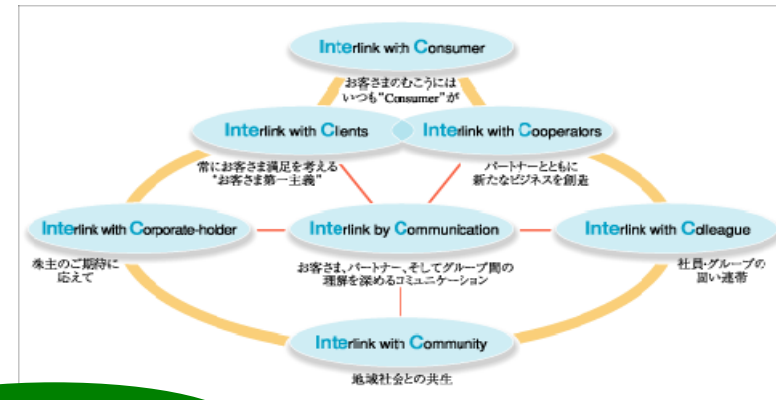 Interlink with Consumer
お客さまのむこうには
いつも"Consumer"が
Interlink with Clients
Interlink with Cooperators
常にお客さま満足を考える
"お客さま第一主義"
パートナーとともに
新たなビジネスを創造
Interlink with Corporate-holder
Interlink by Communication
Interlink with Colleague
株主のご期待に
応えて
お客さま、パートナー、そしてグループ間の
理解を深めるコミュニケーション
社員・グループの
固い連帯
Interlink with Community
地域社会との共生